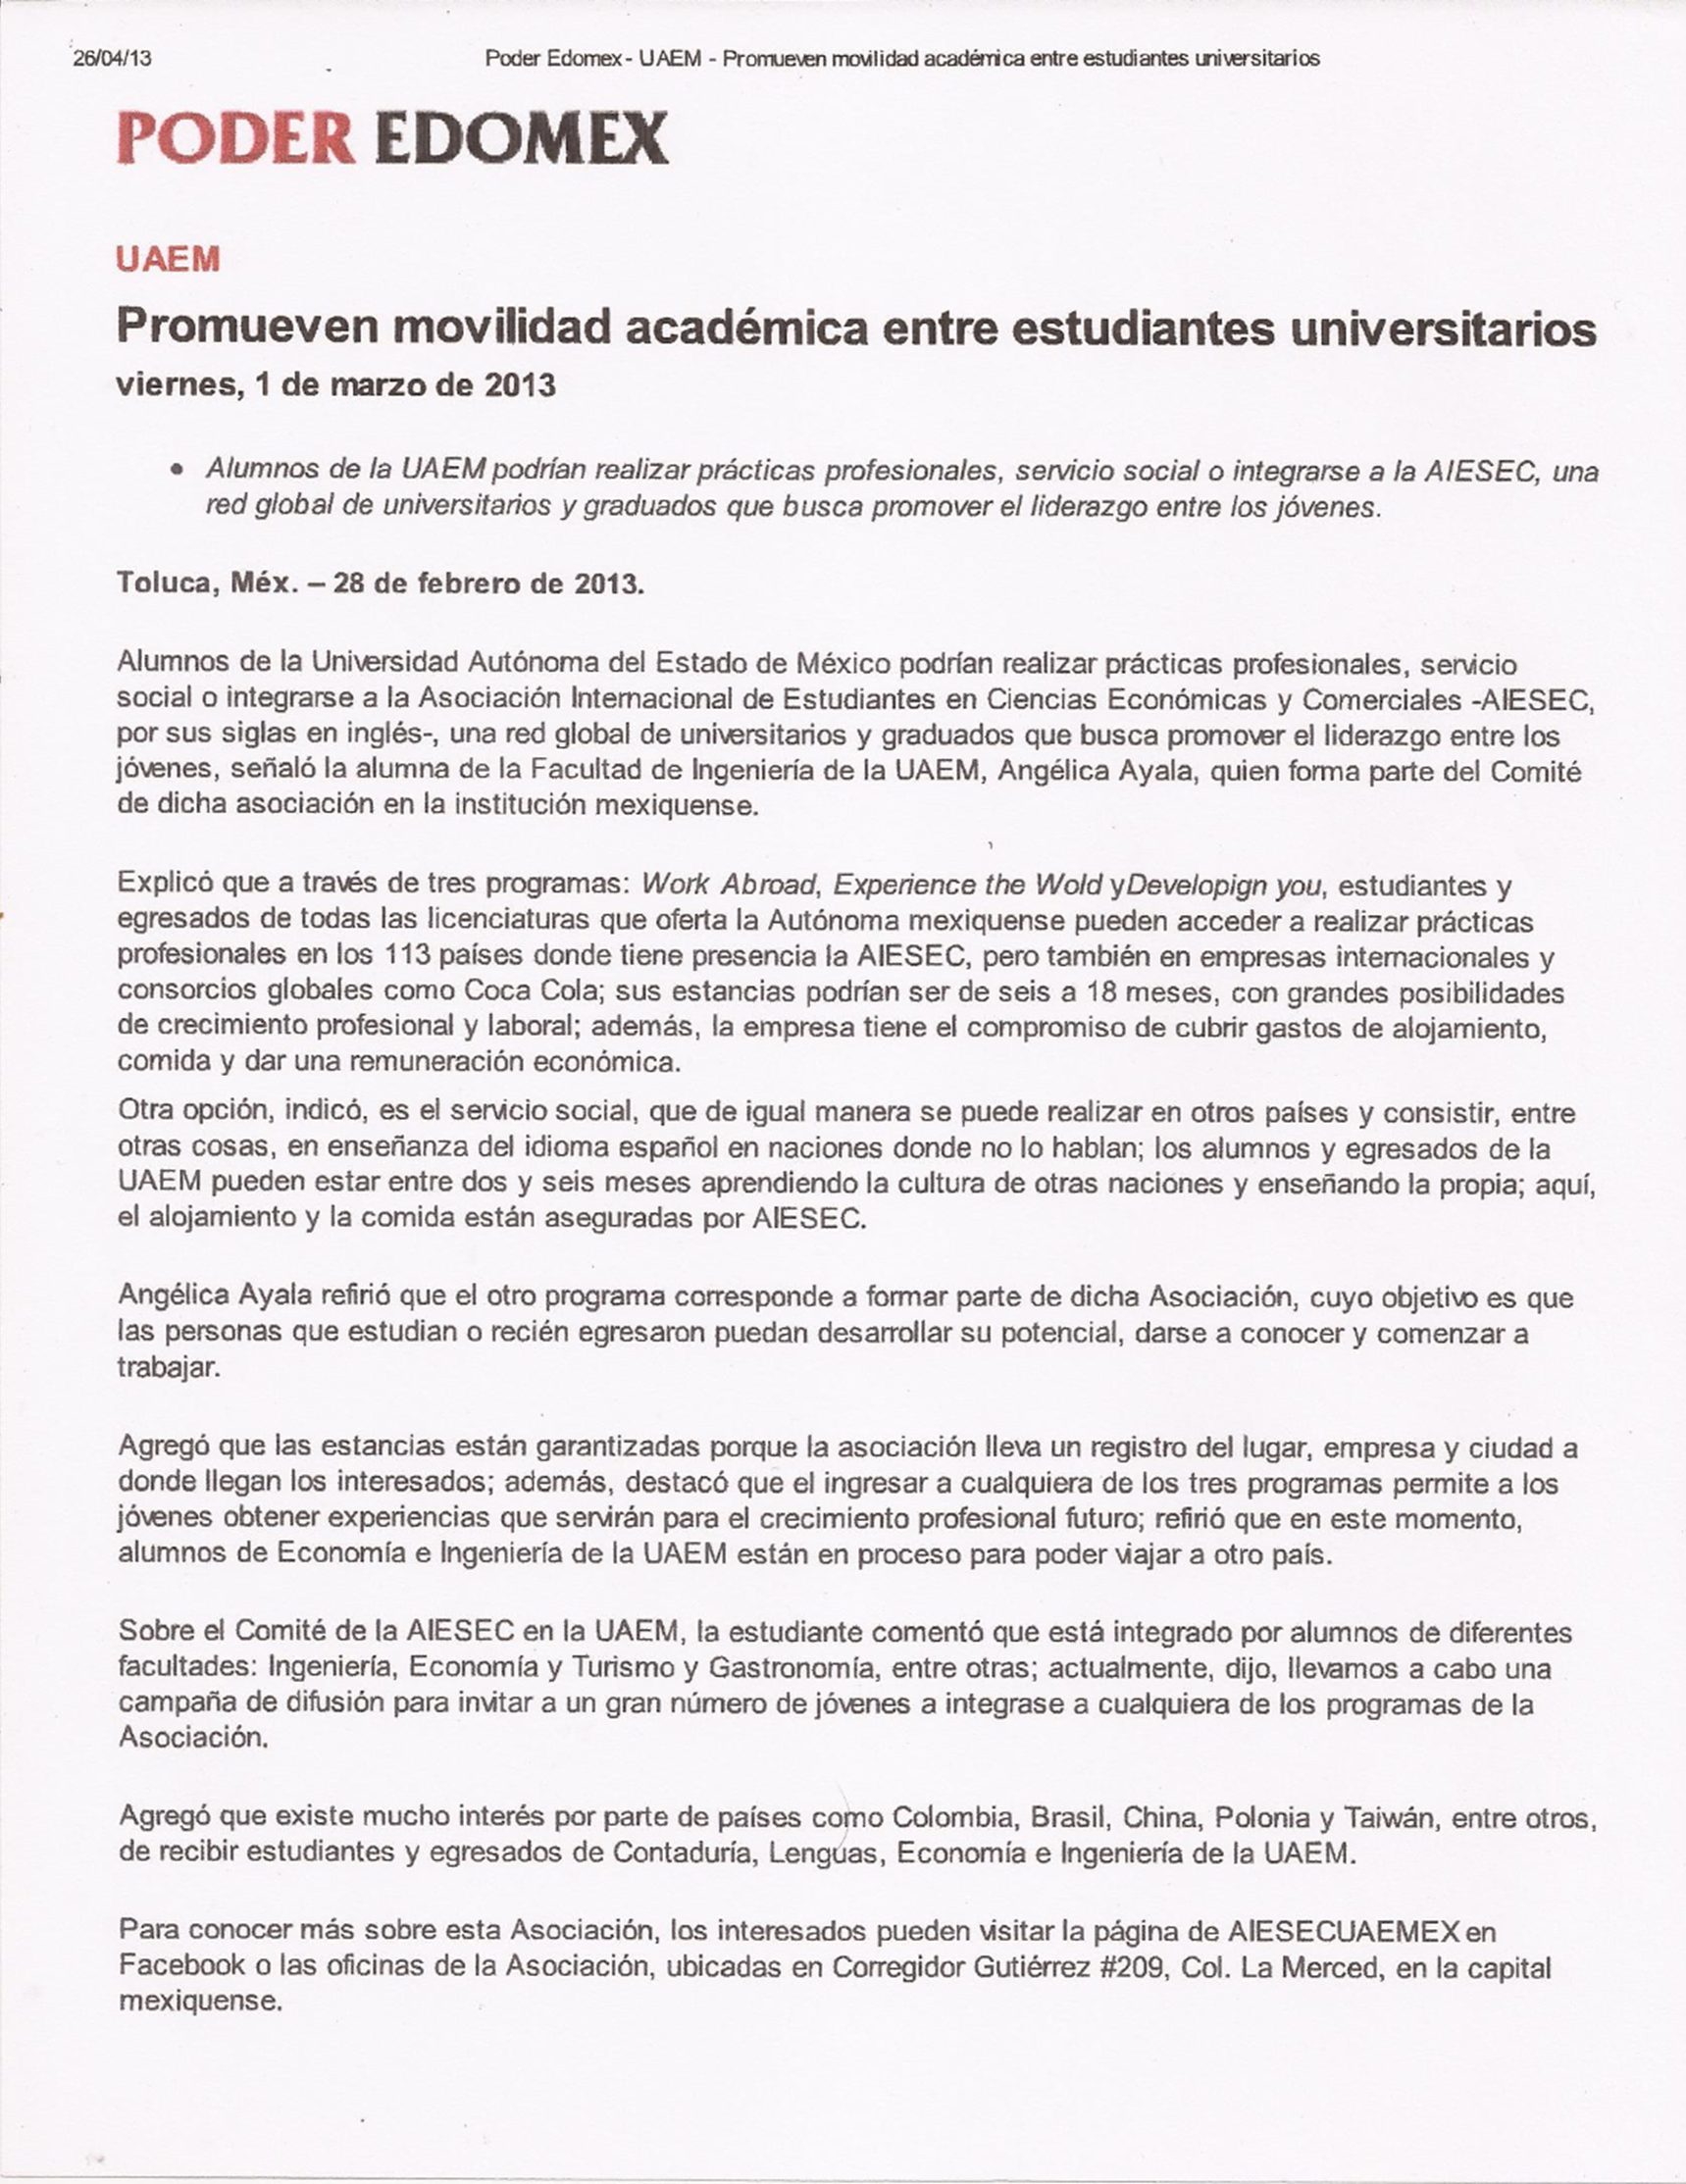 26/04/13 Poder Edomex - UAEM - Promueven movilidad académica entre estudiantes universitarios
PODER EDOMEX
UAEM
Promueven movilidad académica entre estudiantes universitarios
viernes, 1 de marzo de 2013
• Alumnos de la UAEM podrían realizar prácticas profesionales, servicio social o integrarse a la AIESEC, una
red global de universitarios y graduados que busca promover el liderazgo entre los jóvenes.
Toluca, Méx. – 28 de febrero de 2013.
Alumnos de la Universidad Autónoma del Estado de México podrían realizar prácticas profesionales, servicio
social o integrarse a la Asociación Internacional de Estudiantes en Ciencias Económicas y Comerciales -AIESEC,
por sus siglas en inglés-, una red global de universitarios y graduados que busca promover el liderazgo entre los
jóvenes, señaló la alumna de la Facultad de Ingeniería de la UAEM, Angélica Ayala, quien forma parte del Comité
de dicha asociación en la institución mexiquense.
Explicó que a través de tres programas: Work Abroad, Experience the Wold yDevelopign you, estudiantes y
egresados de todas las licenciaturas que oferta la Autónoma mexiquense pueden acceder a realizar prácticas
profesionales en los 113 países donde tiene presencia la AIESEC, pero también en empresas internacionales y
consorcios globales como Coca Cola; sus estancias podrían ser de seis a 18 meses, con grandes posibilidades
de crecimiento profesional y laboral; además, la empresa tiene el compromiso de cubrir gastos de alojamiento,
comida y dar una remuneración económica.
Otra opción, indicó, es el servicio social, que de igual manera se puede realizar en otros países y consistir, entre
otras cosas, en enseñanza del idioma español en naciones donde no lo hablan; los alumnos y egresados de la
UAEM pueden estar entre dos y seis meses aprendiendo la cultura de otras naciones y enseñando la propia; aquí,
el alojamiento y la comida están aseguradas por AIESEC.
Angélica Ayala refirió que el otro programa corresponde a formar parte de dicha Asociación, cuyo objetivo es que
las personas que estudian o recién egresaron puedan desarrollar su potencial, darse a conocer y comenzar a
trabajar.
Agregó que las estancias están garantizadas porque la asociación lleva un registro del lugar, empresa y ciudad a
donde llegan los interesados; además, destacó que el ingresar a cualquiera de los tres programas permite a los
jóvenes obtener experiencias que servirán para el crecimiento profesional futuro; refirió que en este momento,
alumnos de Economía e Ingeniería de la UAEM están en proceso para poder viajar a otro país.
Sobre el Comité de la AIESEC en la UAEM, la estudiante comentó que está integrado por alumnos de diferentes
facultades: Ingeniería, Economía y Turismo y Gastronomía, entre otras; actualmente, dijo, llevamos a cabo una
campaña de difusión para invitar a un gran número de jóvenes a integrase a cualquiera de los programas de la
Asociación.
Agregó que existe mucho interés por parte de países como Colombia, Brasil, China, Polonia y Taiwán, entre otros,
de recibir estudiantes y egresados de Contaduría, Lenguas, Economía e Ingeniería de la UAEM.
Para conocer más sobre esta Asociación, los interesados pueden visitar la página de AIESECUAEMEX en
Facebook o las oficinas de la Asociación, ubicadas en Corregidor Gutiérrez #209, Col. La Merced, en la capital
mexiquense.